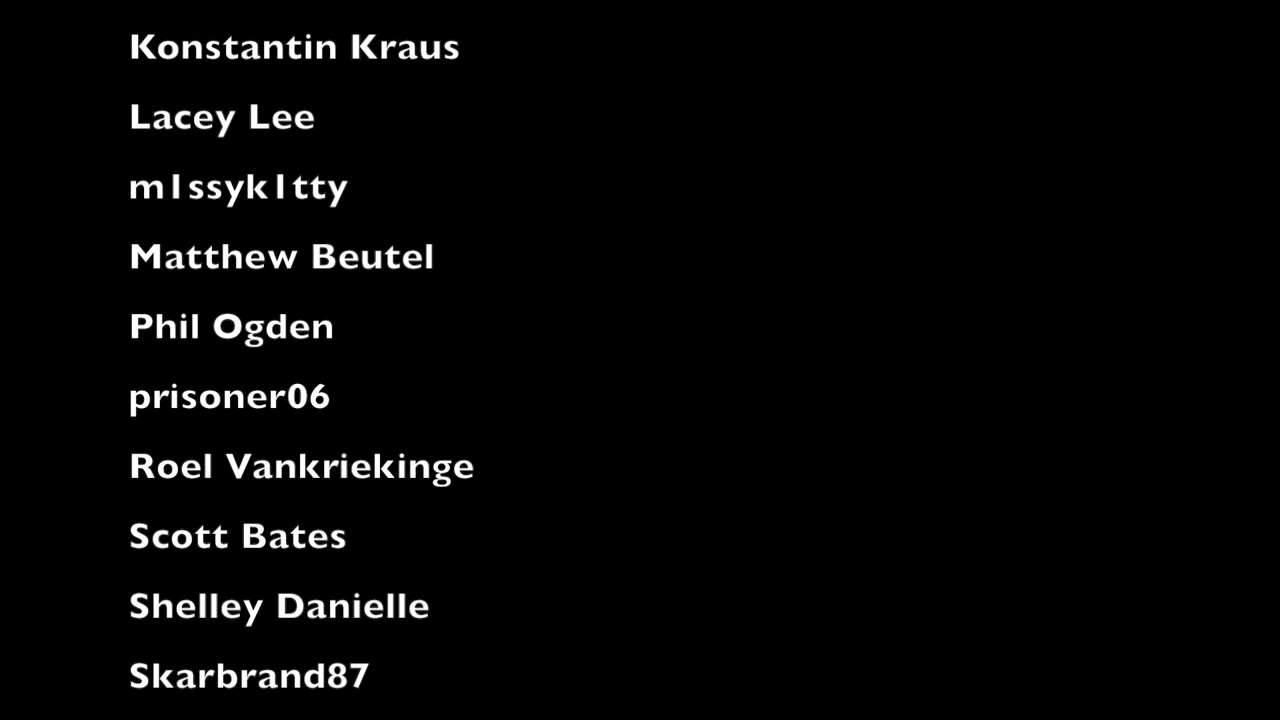 Konstantin Kraus
Lacey Lee
m1ssyk1tty
Matthew Beutel
Phil Ogden
prisoner06
Roel Vankriekinge
Scott Bates
Shelley Danielle
Skarbrand87